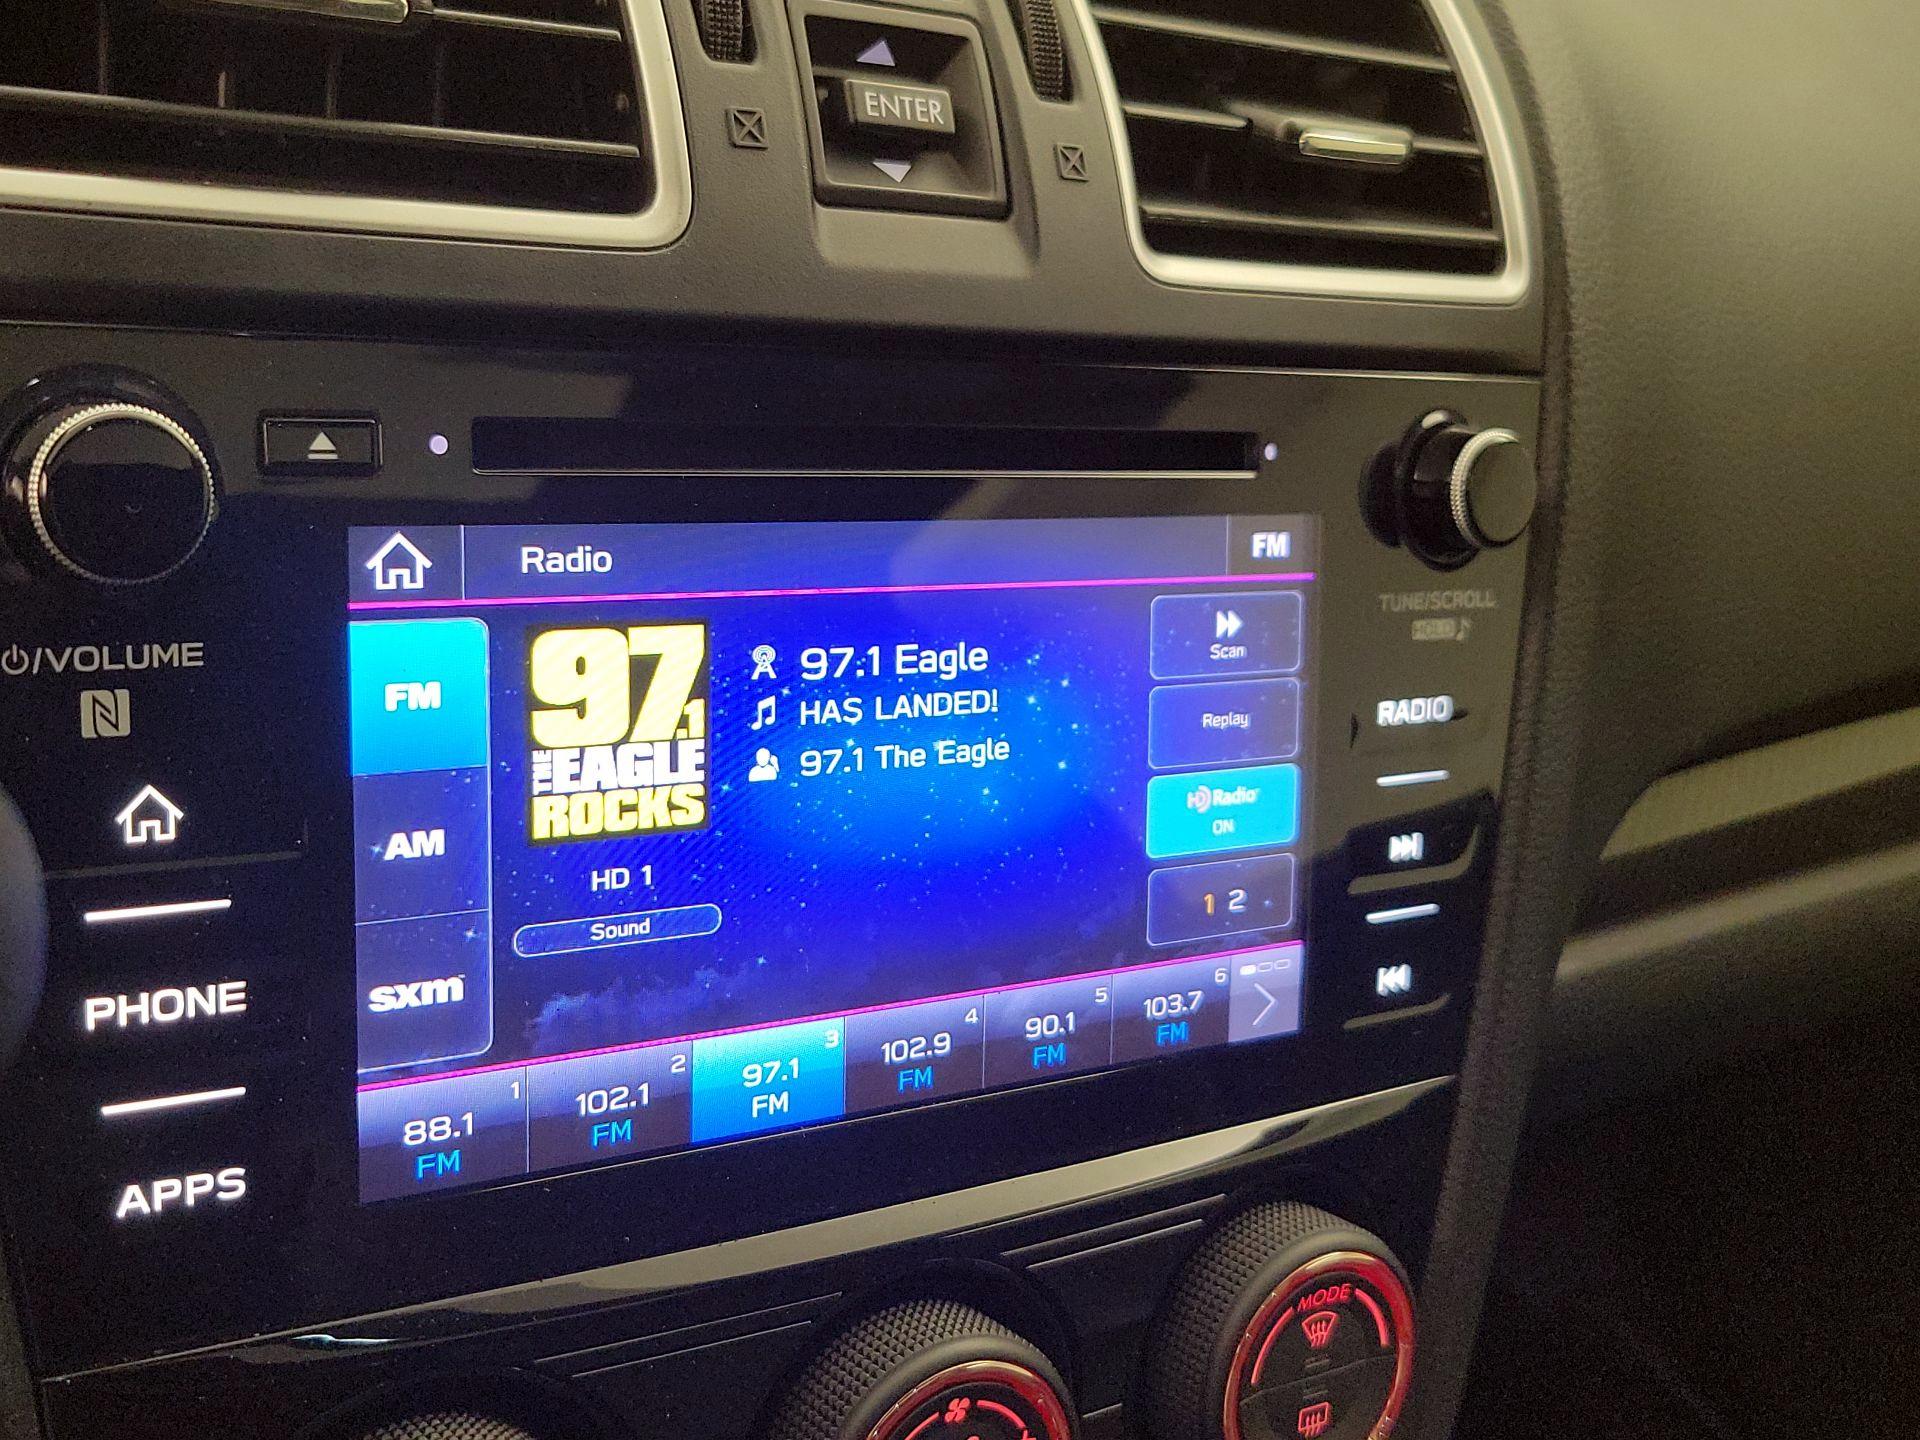 ENTER
Radio
FM
TUNE/SCROLL
HOLD
/VOLUME
N
FM
AM
sxm
97.1
THE EAGLE
ROCKS
HD 1
Sound
97.1 Eagle
HAS LANDED!
97.1 The Eagle
Scan
Replay
HD Radio
ON
1 2
RADIO
PHONE
APPS
1
88.1
FM
2
102.1
FM
3
97.1
FM
4
102.9
FM
5
90.1
FM
6
103.7
FM
MODE